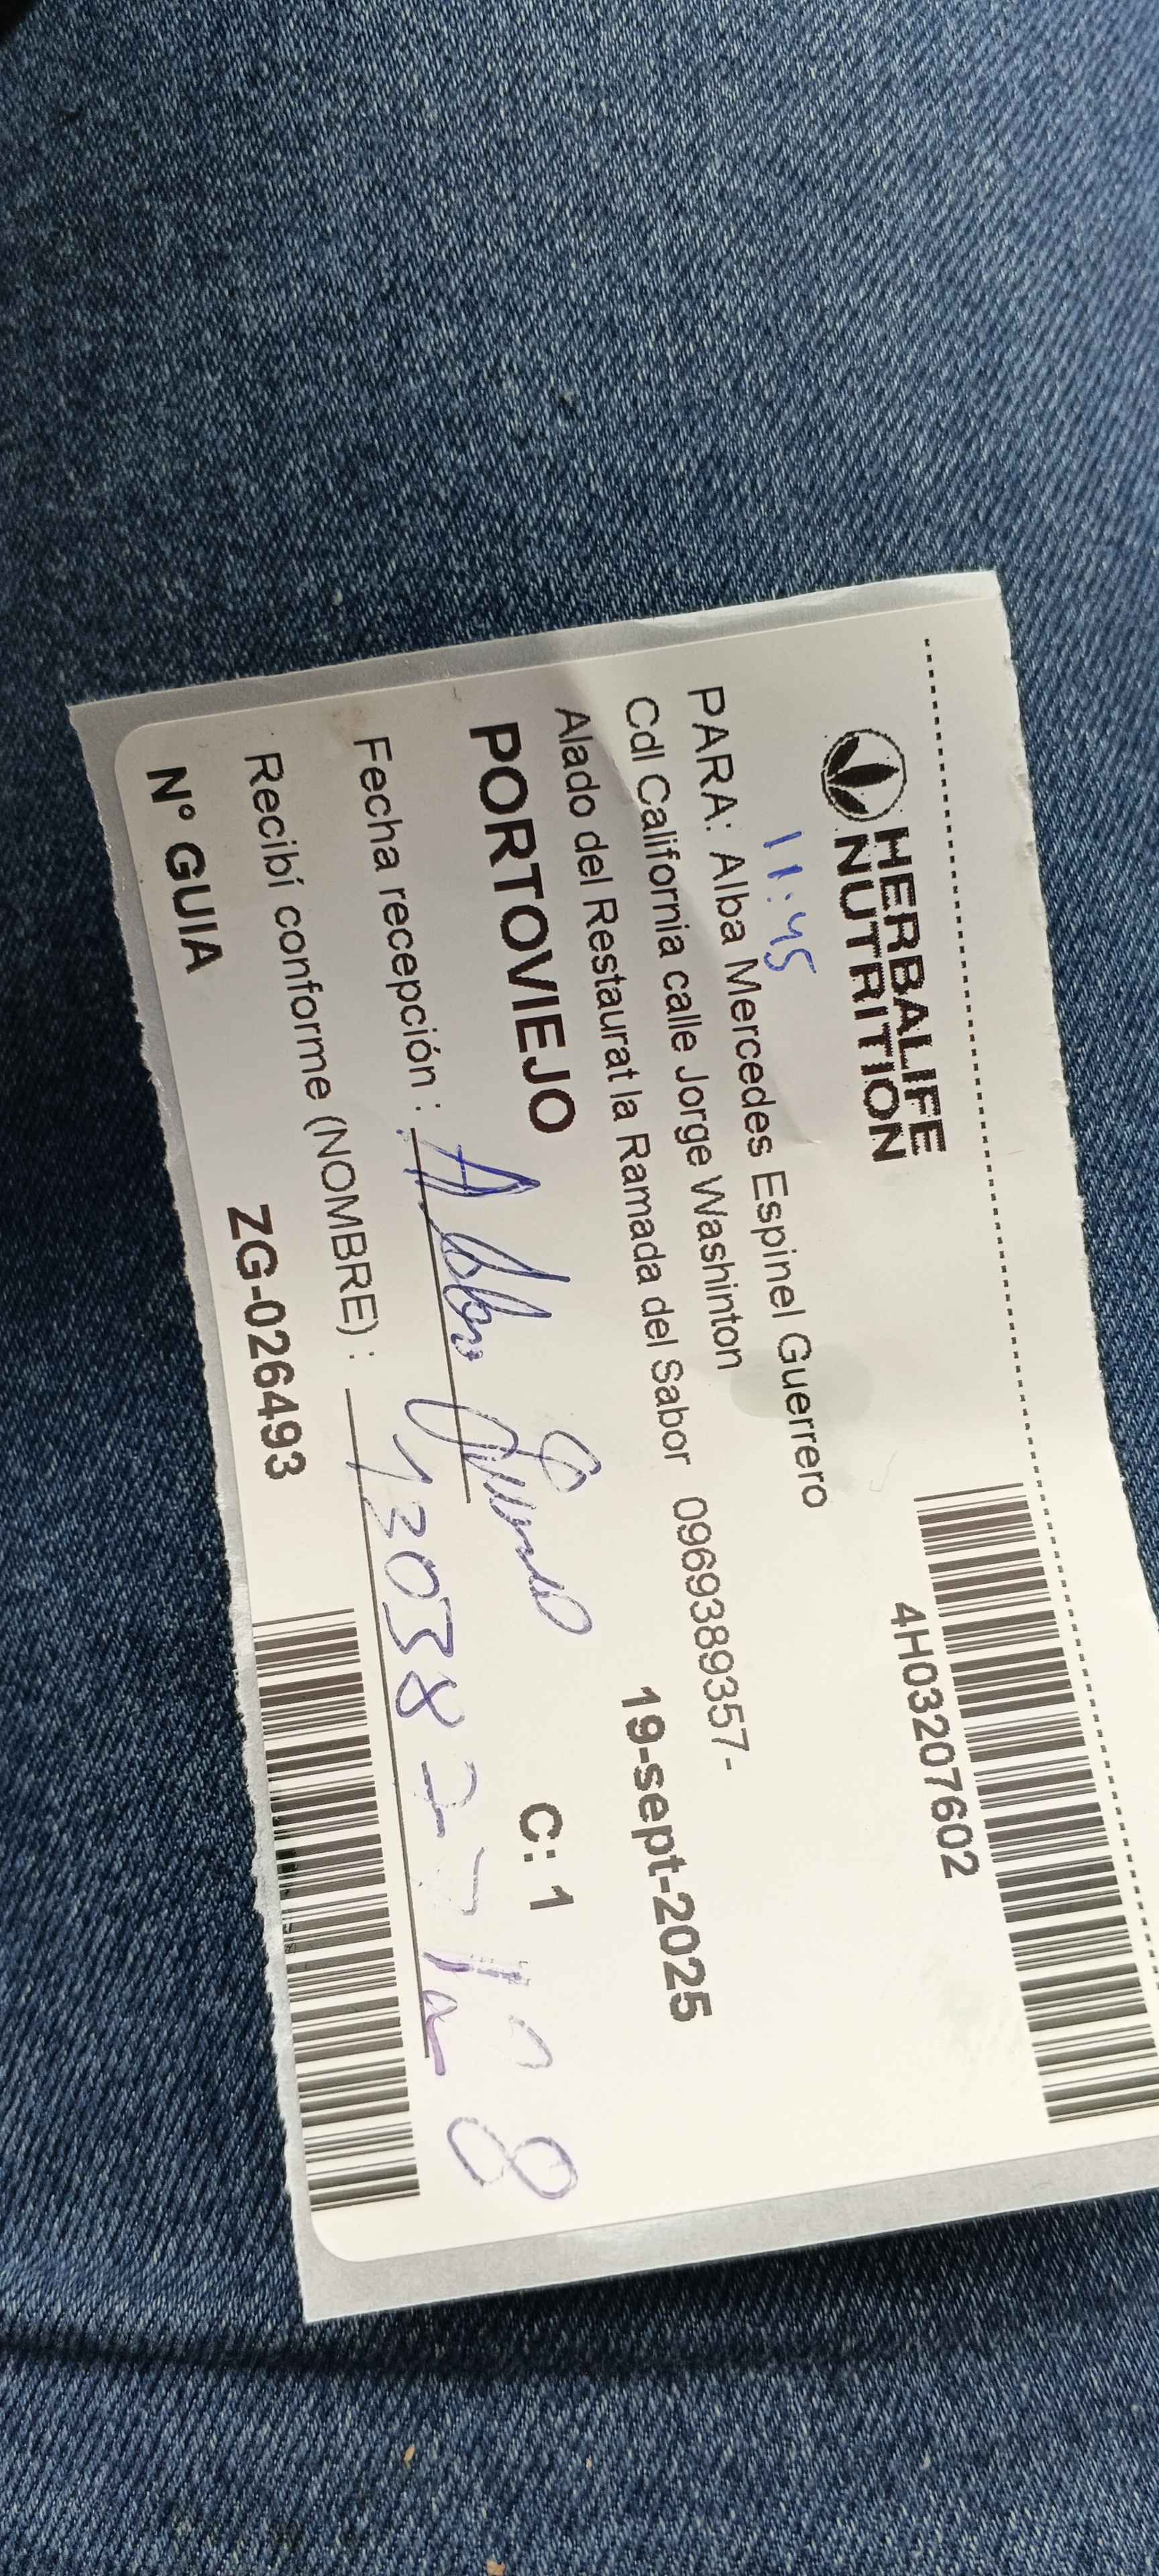 HERBALIFE
NUTRITION
4H03207602
11:45
PARA: Alba Mercedes Espinel Guerrero
Cdl California calle Jorge Washinton
Alado del Restaurat la Ramada del Sabor 0969389357-
PORTOVIEJO
19-sept-2025
C: 1
Fecha recepción :
Recibí conforme (NOMBRE) :
N° GUIA ZG-026493